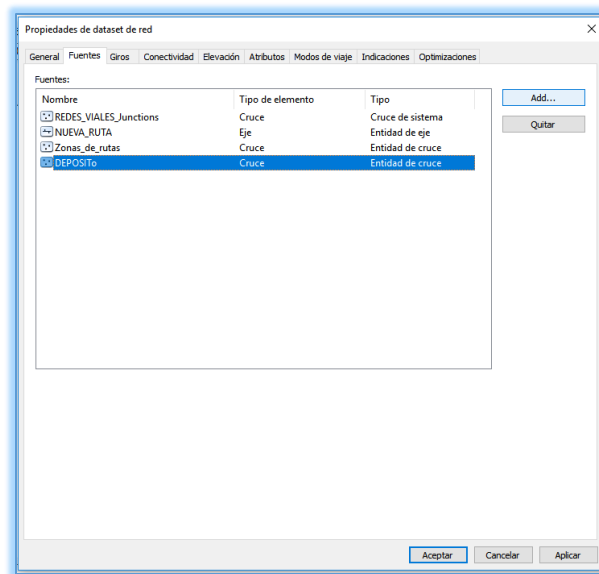 Propiedades de dataset de red
General Fuentes Giros Conectividad Elevación Atributos Modos de viaje Indicaciones Optimizaciones
Fuentes:
Nombre Tipo de elemento Tipo
REDES_VIALES_Junctions Cruce Cruce de sistema
NUEVA_RUTA Eje Entidad de eje
Zonas_de_rutas Cruce Entidad de cruce
DEPOSITo Cruce Entidad de cruce
Add...
Quitar
Aceptar Cancelar Aplicar